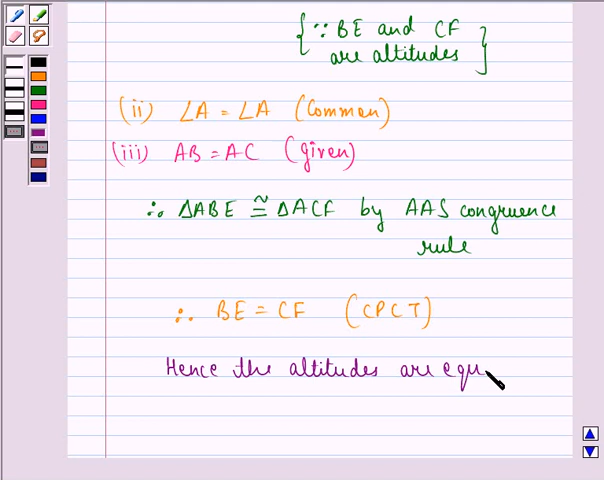 {∵ BE and CF
are altitudes}
(ii) ∠A = ∠A (Common)
(iii) AB = AC (given)
∴ ΔABE ≅ ΔACF by AAS congruence
rule
∴ BE = CF (CPCT)
Hence the altitudes are equ